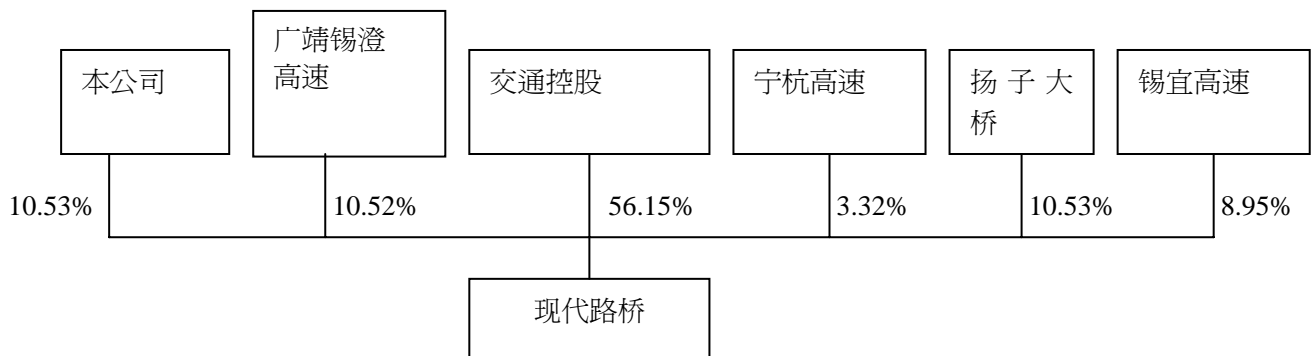 本公司
广靖锡澄
高速
交通控股
宁杭高速
扬子大
桥
锡宜高速
10.53%
10.52%
56.15%
3.32%
10.53%
8.95%
现代路桥